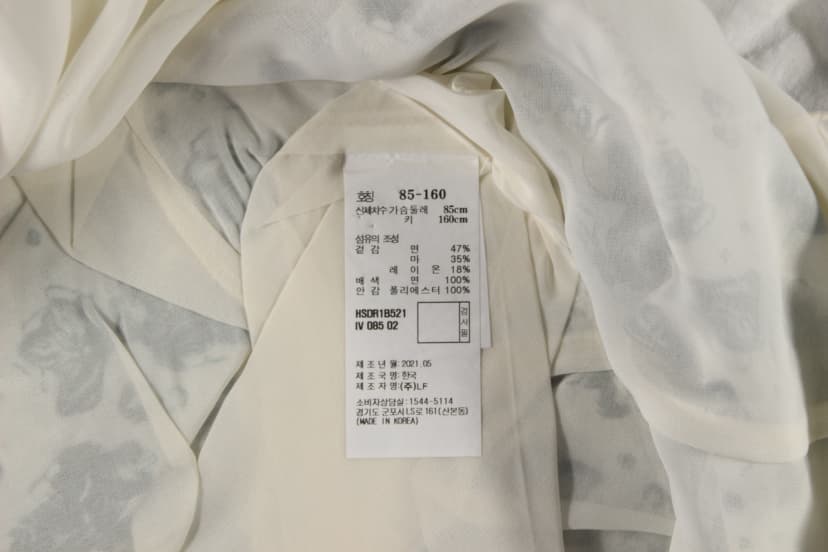 호칭 85-160
신체치수 가슴둘레 85cm
키 160cm
섬유의 조성
겉감 면 47%
마 35%
레이온 18%
배색 면 100%
안감 폴리에스터 100%
HSDR1B521
IV 085 02
검사필
제조년월:2021.05
제조국명:한국
제조자명:(주)LF
소비자상담실:1544-5114
경기도 군포시 LS로 161(산본동)
(MADE IN KOREA)